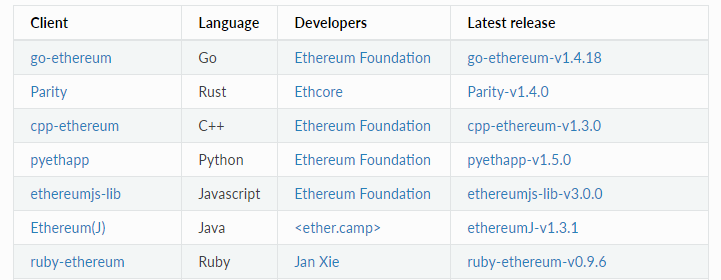 Client Language Developers Latest release
go-ethereum Go Ethereum Foundation go-ethereum-v1.4.18
Parity Rust Ethcore Parity-v1.4.0
cpp-ethereum C++ Ethereum Foundation cpp-ethereum-v1.3.0
pyethapp Python Ethereum Foundation pyethapp-v1.5.0
ethereumjs-lib Javascript Ethereum Foundation ethereumjs-lib-v3.0.0
Ethereum(J) Java <ether.camp> ethereumJ-v1.3.1
ruby-ethereum Ruby Jan Xie ruby-ethereum-v0.9.6